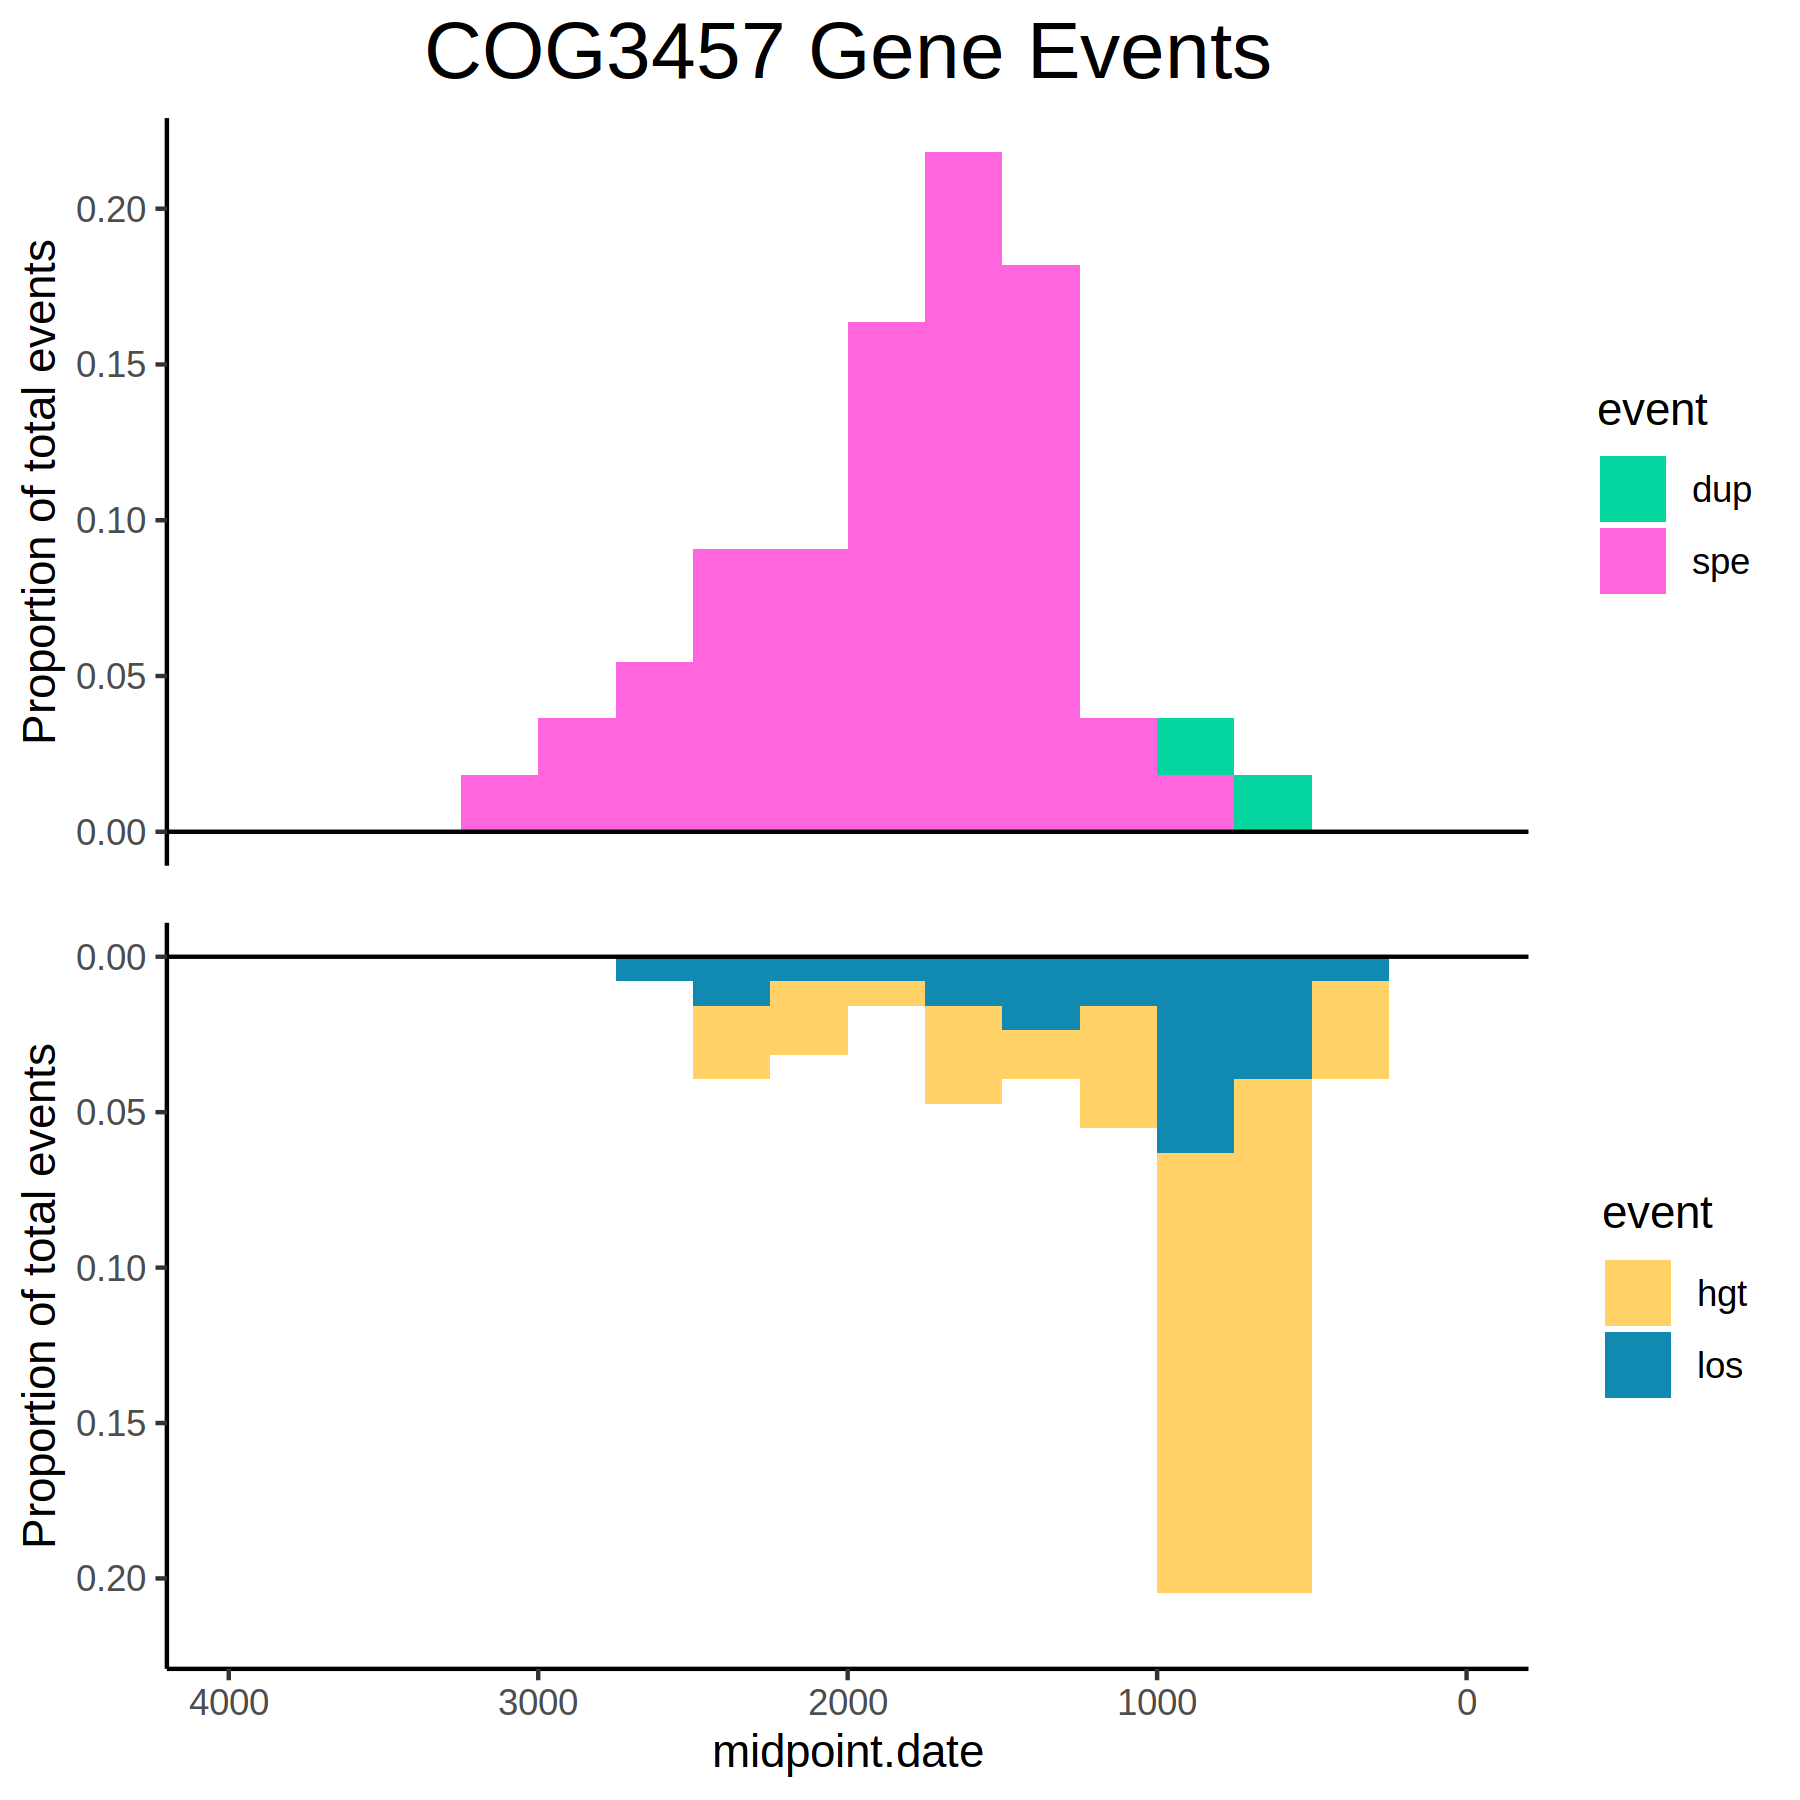 COG3457 Gene Events
Proportion of total events
0.20
0.15
0.10
0.05
0.00
event
dup
spe
Proportion of total events
0.00
0.05
0.10
0.15
0.20
event
hgt
los
4000 3000 2000 1000 0
midpoint.date